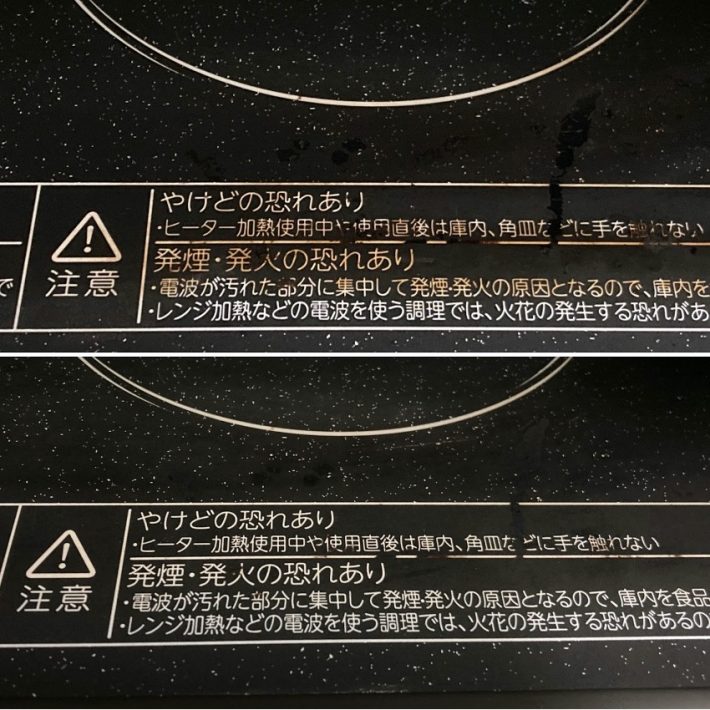 で
注意
やけどの恐れあり
・ヒーター加熱使用中や使用直後は庫内、角皿などに手を触れない
発煙・発火の恐れあり
・電波が汚れた部分に集中して発煙・発火の原因となるので、庫内を
・レンジ加熱などの電波を使う調理では、火花の発生する恐れがあ
注意
やけどの恐れあり
・ヒーター加熱使用中や使用直後は庫内、角皿などに手を触れない
発煙・発火の恐れあり
・電波が汚れた部分に集中して発煙・発火の原因となるので、庫内を食品
・レンジ加熱などの電波を使う調理では、火花の発生する恐れがあるの